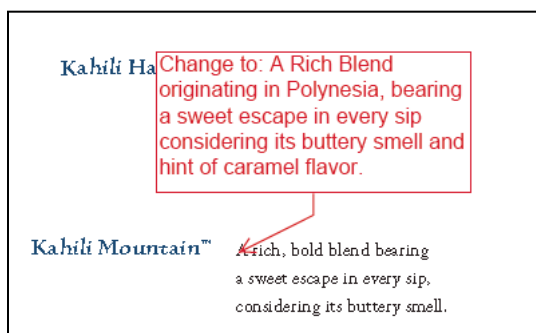 Kahili Ha
Change to: A Rich Blend
originating in Polynesia, bearing
a sweet escape in every sip
considering its buttery smell and
hint of caramel flavor.
Kahili Mountain™
A rich, bold blend bearing
a sweet escape in every sip,
considering its buttery smell.